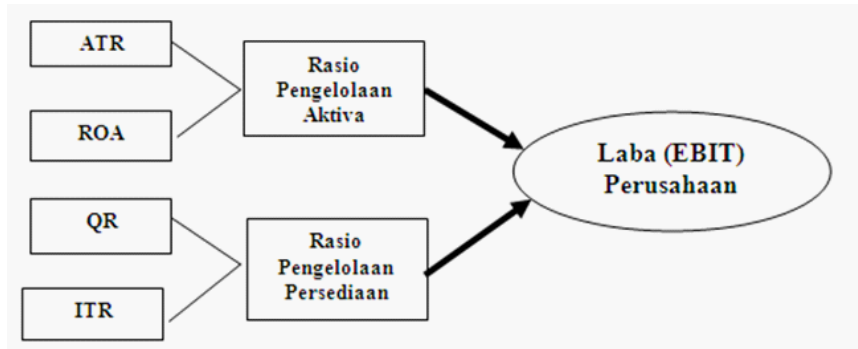 ATR
ROA
Rasio
Pengelolaan
Aktiva
QR
ITR
Rasio
Pengelolaan
Persediaan
Laba (EBIT)
Perusahaan